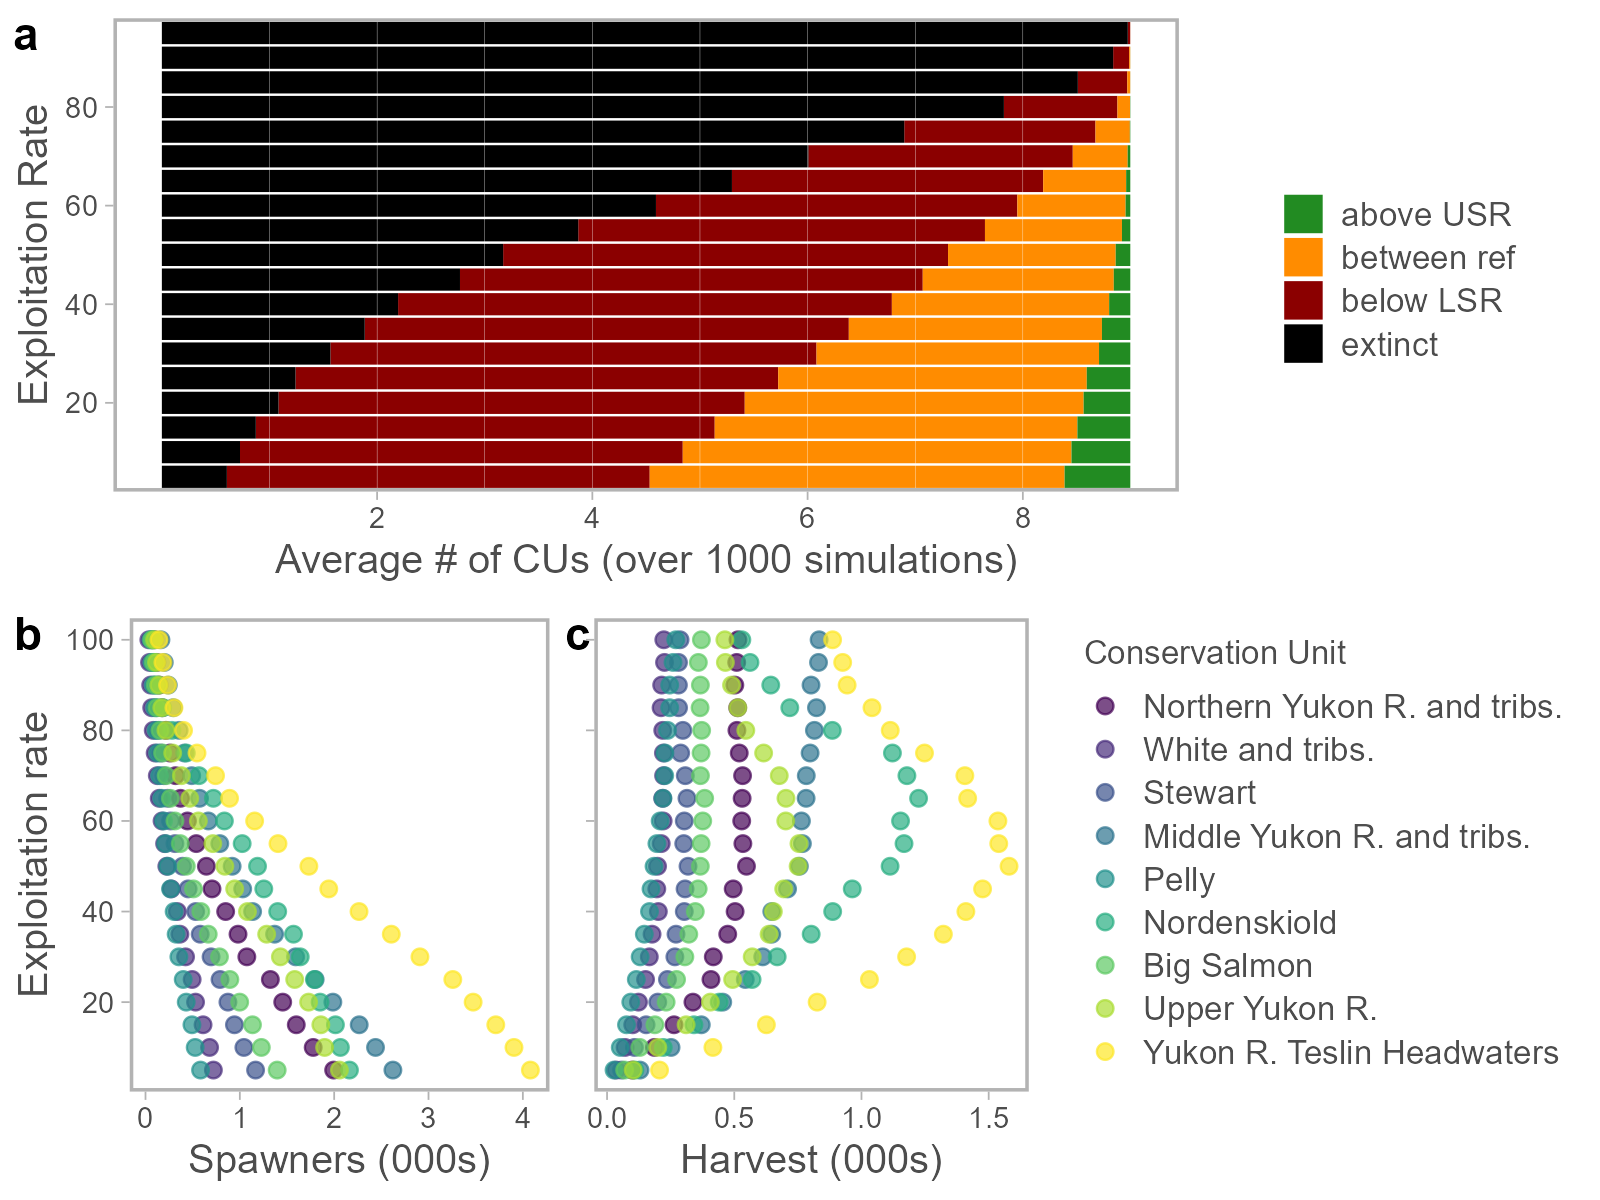 a
Exploitation Rate
80
60
40
20
2 4 6 8
Average # of CUs (over 1000 simulations)
above USR
between ref
below LSR
extinct
b
Exploitation rate
100
80
60
40
20
0 1 2 3 4
Spawners (000s)
c
0.0 0.5 1.0 1.5
Harvest (000s)
Conservation Unit
Northern Yukon R. and tribs.
White and tribs.
Stewart
Middle Yukon R. and tribs.
Pelly
Nordenskiold
Big Salmon
Upper Yukon R.
Yukon R. Teslin Headwaters